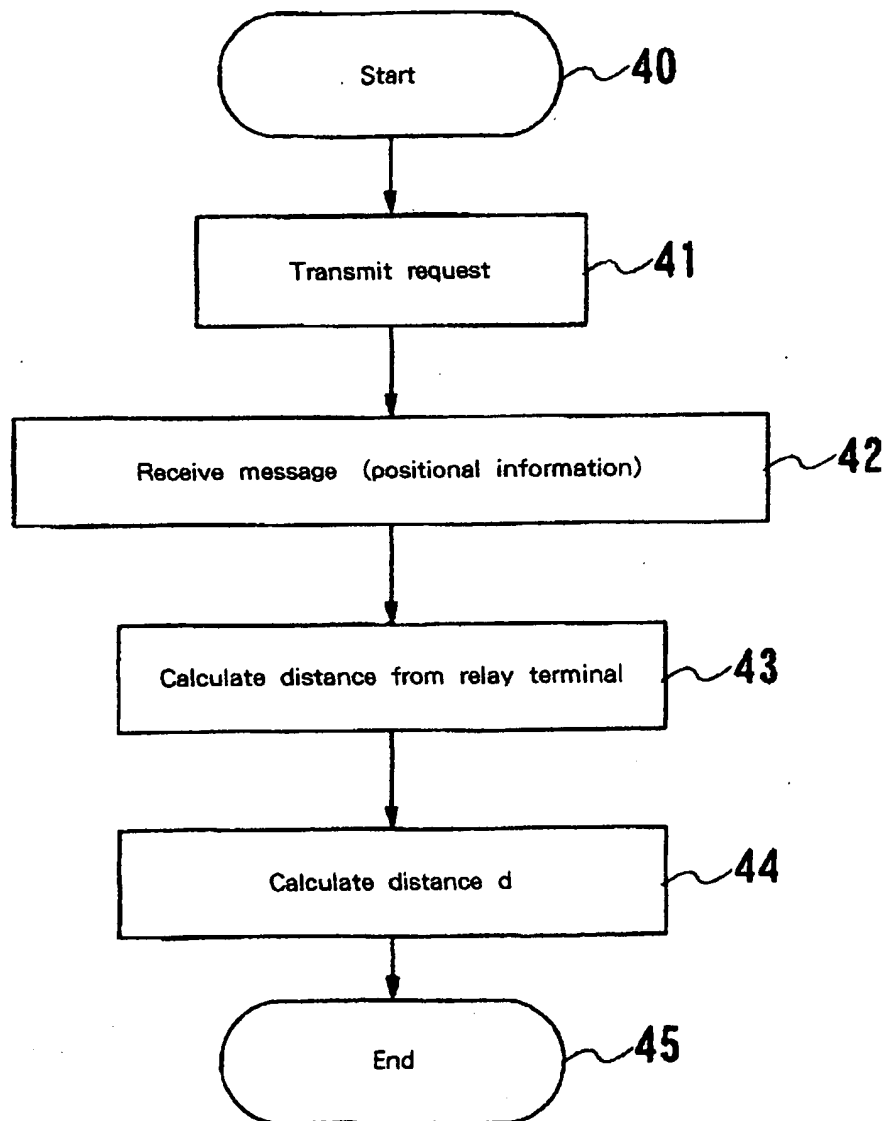 Start
40
Transmit request
41
Receive message (positional information)
42
Calculate distance from relay terminal
43
Calculate distance d
44
End
45